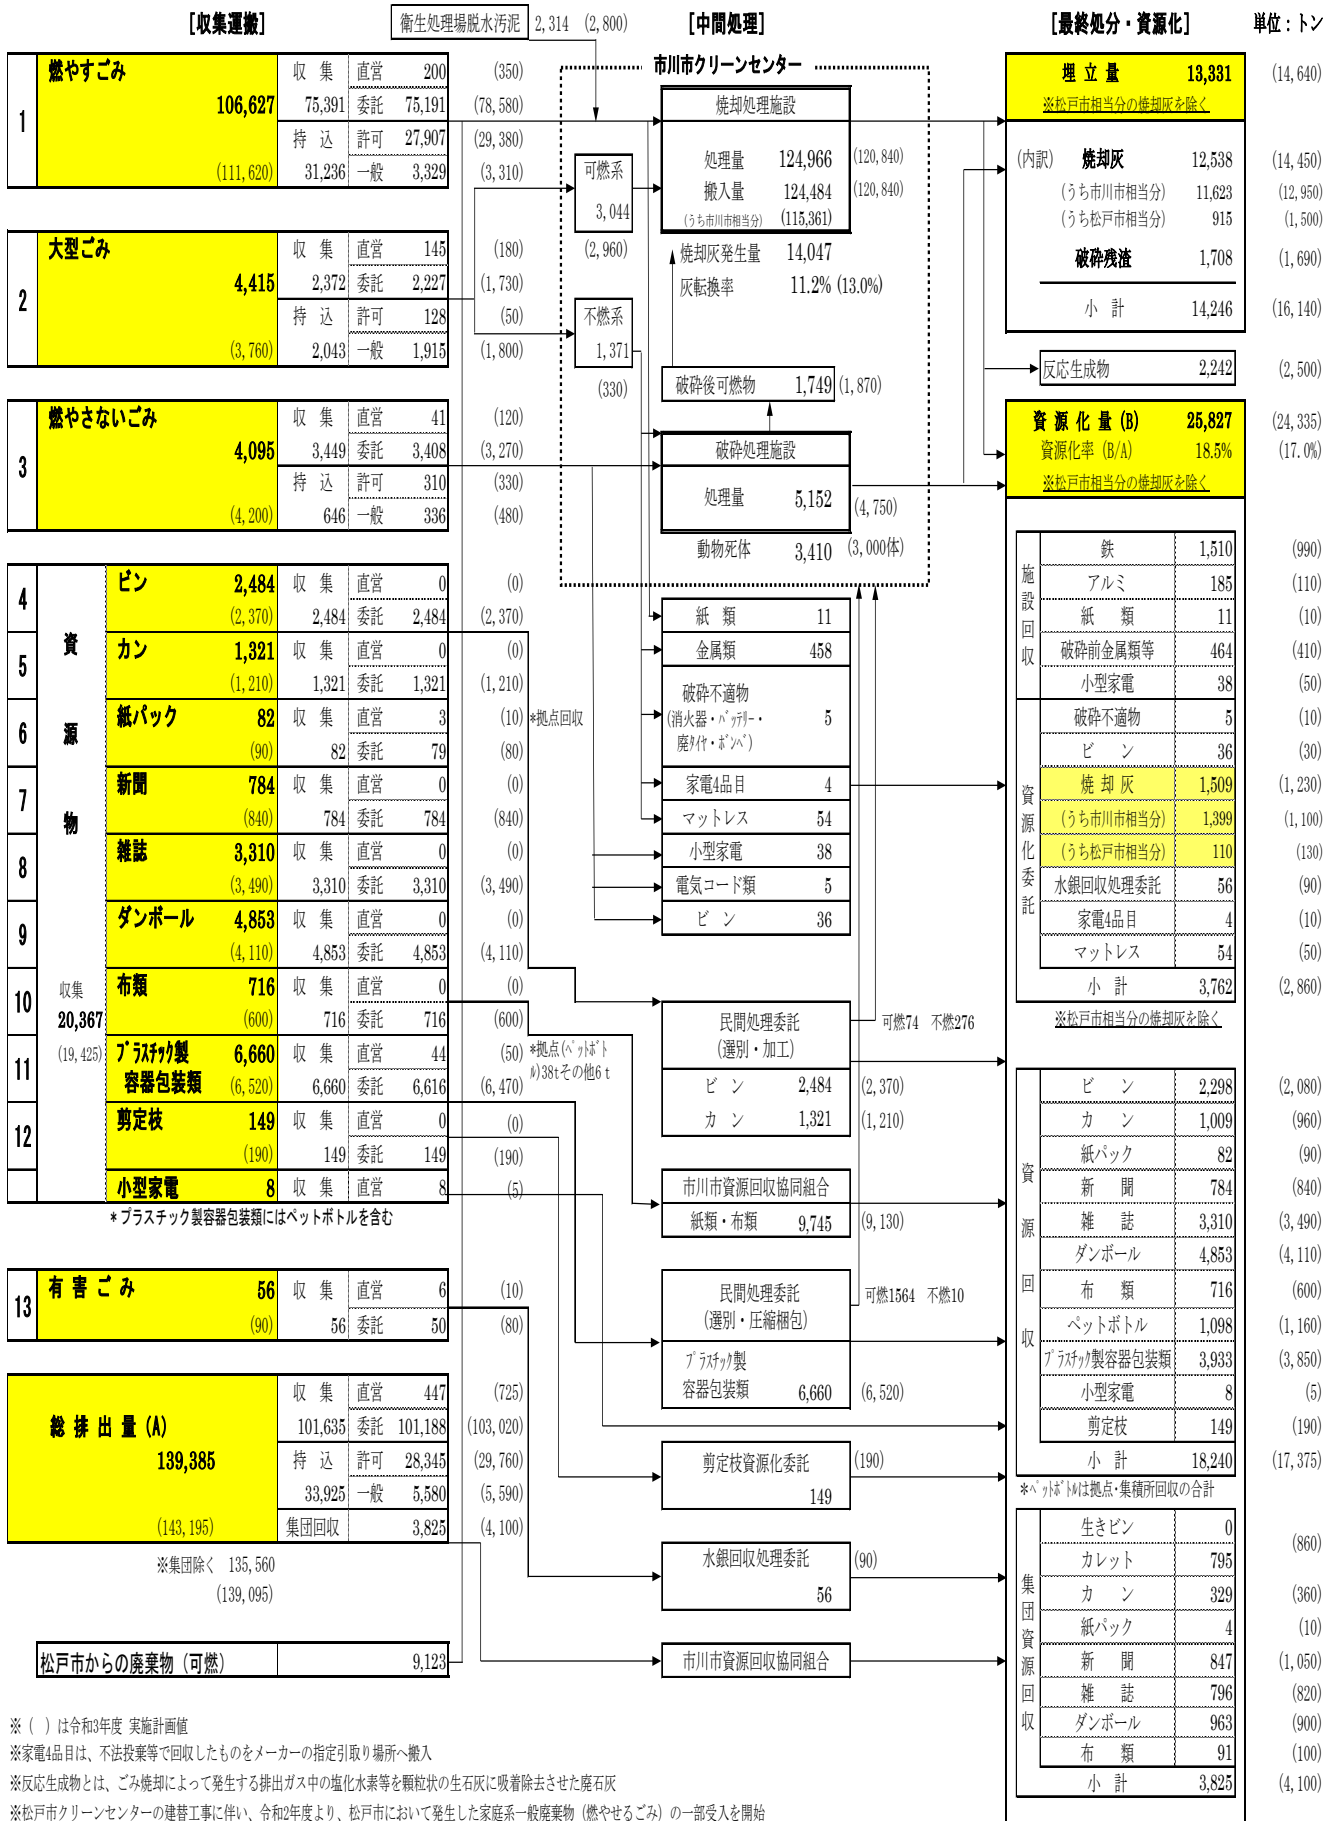 [収集運搬]
衛生処理場脱水汚泥 2,314 (2,800)
[中間処理]
[最終処分・資源化]
単位：トン
1 燃やすごみ 106,627 (111,620)
収 集 75,391 直営 200 (350)
委託 75,191 (78,580)
持 込 31,236 許可 27,907 (29,380)
一般 3,329 (3,310)
2 大型ごみ 4,415 (3,760)
収 集 2,372 直営 145 (180)
委託 2,227 (1,730)
持 込 2,043 許可 128 (50)
一般 1,915 (1,800)
3 燃やさないごみ 4,095 (4,200)
収 集 3,449 直営 41 (120)
委託 3,408 (3,270)
持 込 646 許可 310 (330)
一般 336 (480)
資源物
収集 20,367 (19,425)
4 ビン 2,484 (2,370)
収 集 2,484 直営 0 (0)
委託 2,484 (2,370)
5 カン 1,321 (1,210)
収 集 1,321 直営 0 (0)
委託 1,321 (1,210)
6 紙パック 82 (90)
収 集 82 直営 3 (10) *拠点回収
委託 79 (80)
7 新聞 784 (840)
収 集 784 直営 0 (0)
委託 784 (840)
8 雑誌 3,310 (3,490)
収 集 3,310 直営 0 (0)
委託 3,310 (3,490)
9 ダンボール 4,853 (4,110)
収 集 4,853 直営 0 (0)
委託 4,853 (4,110)
10 布類 716 (600)
収 集 716 直営 0 (0)
委託 716 (600)
11 プラスチック製容器包装類 6,660 (6,520)
収 集 6,660 直営 44 (50) *拠点(ペットボトル)38tその他6t
委託 6,616 (6,470)
12 剪定枝 149 (190)
収 集 149 直営 0 (0)
委託 149 (190)
小型家電 8 収 集 直営 8 (5)
*プラスチック製容器包装類にはペットボトルを含む
13 有害ごみ 56 (90)
収 集 56 直営 6 (10)
委託 50 (80)
総排出量(A) 139,385 (143,195)
収 集 101,635 直営 447 (725)
委託 101,188 (103,020)
持 込 33,925 許可 28,345 (29,760)
一般 5,580 (5,590)
集団回収 3,825 (4,100)
※集団除く 135,560
(139,095)
松戸市からの廃棄物（可燃） 9,123
市川市クリーンセンター
焼却処理施設
処理量 124,966 (120,840)
搬入量 124,484 (120,840)
(うち市川市相当分) (115,361)
焼却灰発生量 14,047
灰転換率 11.2% (13.0%)
可燃系 3,044 (2,960)
不燃系 1,371 (330)
破砕後可燃物 1,749 (1,870)
破砕処理施設
処理量 5,152 (4,750)
動物死体 3,410 (3,000体)
紙 類 11
金属類 458
破砕不適物 (消火器・バッテリー・廃タイヤ・ボンベ) 5
家電4品目 4
マットレス 54
小型家電 38
電気コード類 5
ビ ン 36
民間処理委託
(選別・加工)
可燃74 不燃276
ビ ン 2,484 (2,370)
カ ン 1,321 (1,210)
市川市資源回収協同組合
紙類・布類 9,745 (9,130)
民間処理委託
(選別・圧縮梱包)
可燃1564 不燃10
プラスチック製容器包装類 6,660 (6,520)
剪定枝資源化委託 149 (190)
水銀回収処理委託 56 (90)
市川市資源回収協同組合
埋 立 量 13,331 (14,640)
※松戸市相当分の焼却灰を除く
(内訳) 焼却灰 12,538 (14,450)
(うち市川市相当分) 11,623 (12,950)
(うち松戸市相当分) 915 (1,500)
破砕残渣 1,708 (1,690)
小 計 14,246 (16,140)
反応生成物 2,242 (2,500)
資 源 化 量 (B) 25,827 (24,335)
資源化率 (B/A) 18.5% (17.0%)
※松戸市相当分の焼却灰を除く
施設回収
鉄 1,510 (990)
アルミ 185 (110)
紙 類 11 (10)
破砕前金属類等 464 (410)
小型家電 38 (50)
資源化委託
破砕不適物 5 (10)
ビ ン 36 (30)
焼 却 灰 1,509 (1,230)
(うち市川市相当分) 1,399 (1,100)
(うち松戸市相当分) 110 (130)
水銀回収処理委託 56 (90)
家電4品目 4 (10)
マットレス 54 (50)
小 計 3,762 (2,860)
※松戸市相当分の焼却灰を除く
資源回収
ビ ン 2,298 (2,080)
カ ン 1,009 (960)
紙パック 82 (90)
新 聞 784 (840)
雑 誌 3,310 (3,490)
ダンボール 4,853 (4,110)
布 類 716 (600)
ペットボトル 1,098 (1,160)
プラスチック製容器包装類 3,933 (3,850)
小型家電 8 (5)
剪定枝 149 (190)
小 計 18,240 (17,375)
*ペットボトルは拠点・集積所回収の合計
集団資源回収
生きビン 0 (860)
カレット 795
カ ン 329 (360)
紙パック 4 (10)
新 聞 847 (1,050)
雑 誌 796 (820)
ダンボール 963 (900)
布 類 91 (100)
小 計 3,825 (4,100)
※（ ）は令和3年度 実施計画値
※家電4品目は、不法投棄等で回収したものをメーカーの指定引取り場所へ搬入
※反応生成物とは、ごみ焼却によって発生する排出ガス中の塩化水素等を顆粒状の生石灰に吸着除去させた廃石灰
※松戸市クリーンセンターの建替工事に伴い、令和2年度より、松戸市において発生した家庭系一般廃棄物（燃やせるごみ）の一部受入を開始